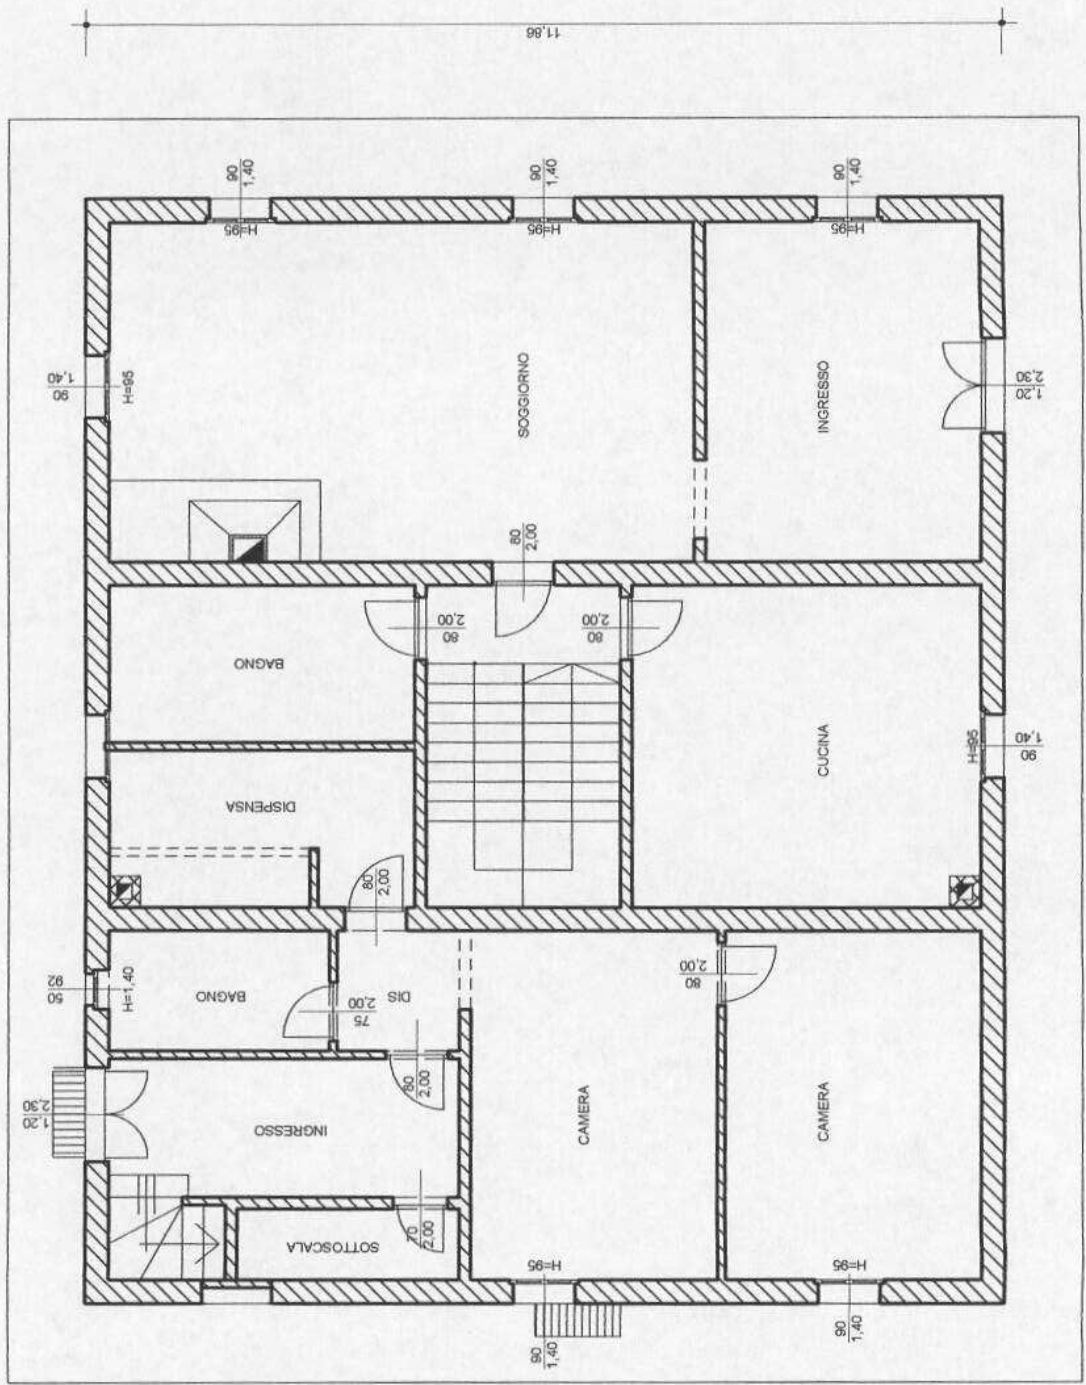 11,86
90
1,40
90
1,40
90
1,40
H=95
H=95
H=95
1,40
90
H=95
SOGGIORNO
INGRESSO
2,30
1,20
80
2,00
2,00
80
2,00
80
BAGNO
CUCINA
H=95
1,40
90
DISPENSA
80
2,00
50
92
H=1,40
BAGNO
2,00
75
DIS
2,00
80
80
2,00
1,20
2,30
INGRESSO
CAMERA
CAMERA
70
2,00
SOTTOSCALA
H=95
H=95
90
1,40
90
1,40